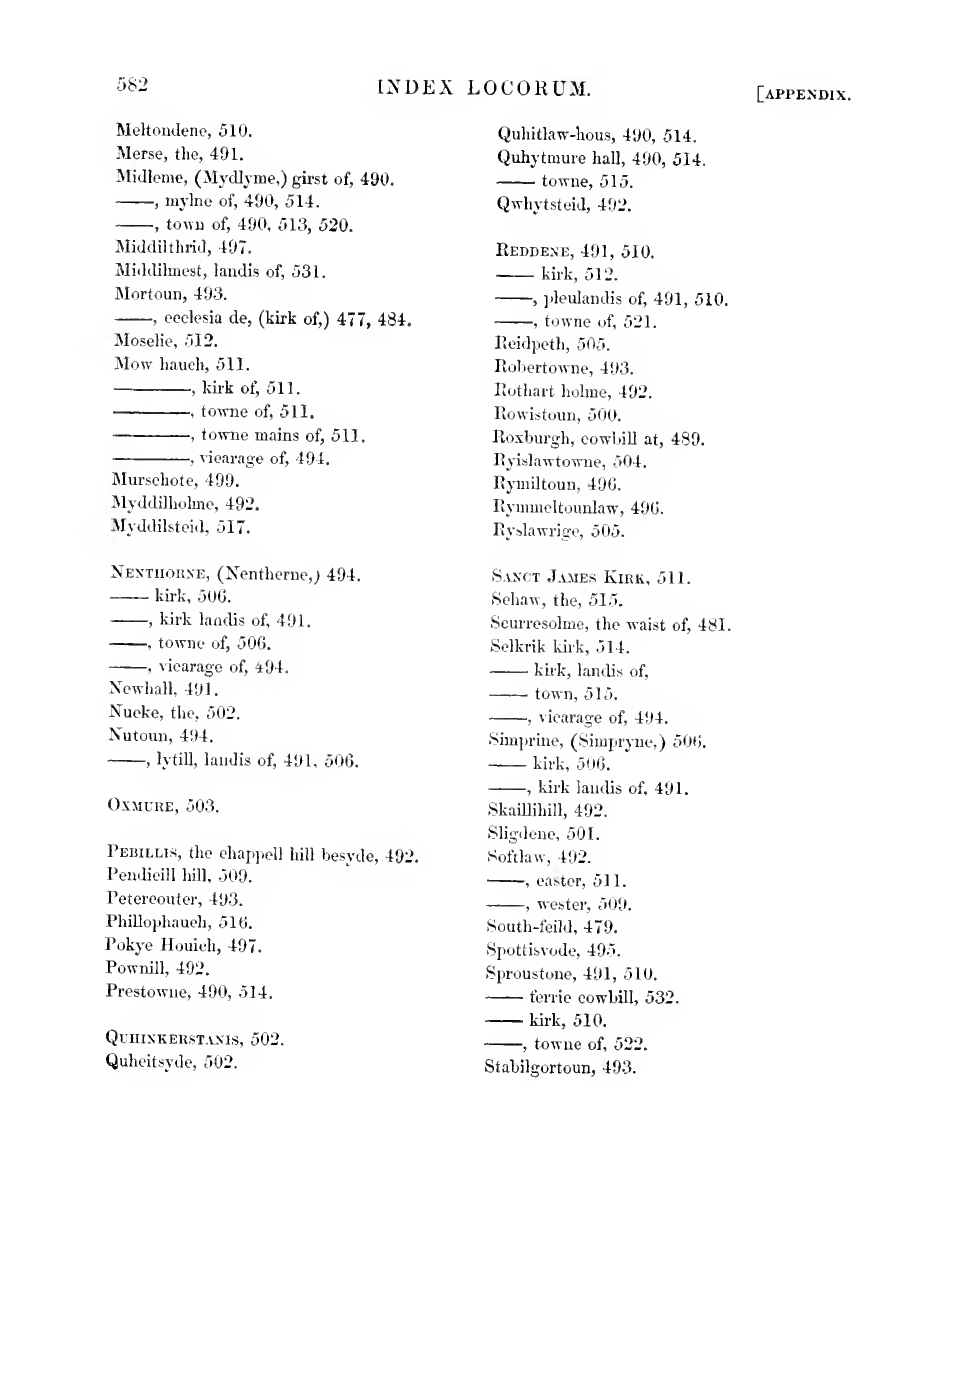 582 INDEX LOCORUM. [APPENDIX.
Meltondene, 510.
Merse, the, 491.
Midleme, (Mydlyme,) girst of, 490.
——, mylne of, 490, 514.
——, town of, 490, 513, 520.
Middilthrid, 497.
Middilmest, landis of, 531.
Mortoun, 493.
——, ecclesia de, (kirk of,) 477, 484.
Moselie, 512.
Mow hauch, 511.
————, kirk of, 511.
————, towne of, 511.
————, towne mains of, 511.
————, vicarage of, 494.
Murschote, 499.
Myddilholme, 492.
Myddilsteid, 517.
NENTHORNE, (Nentherne,) 494.
—— kirk, 506.
——, kirk landis of, 491.
——, towne of, 506.
——, vicarage of, 494.
Newhall, 491.
Nucke, the, 502.
Nutoun, 494.
——, lytill, landis of, 491, 506.
OXMURE, 503.
PEBILLIS, the chappell hill besyde, 492.
Pendicill hill, 509.
Petercouter, 493.
Phillophauch, 516.
Pokye Houich, 497.
Pownill, 492.
Prestowne, 490, 514.
QUHINKERSTANIS, 502.
Quheitsyde, 502.
Quhitlaw-hous, 490, 514.
Quhytmure hall, 490, 514.
—— towne, 515.
Qwhytsteid, 492.
REDDENE, 491, 510.
—— kirk, 512.
——, pleulandis of, 491, 510.
——, towne of, 521.
Reidpeth, 505.
Robertowne, 493.
Rothart holme, 492.
Rowistoun, 500.
Roxburgh, cowbill at, 489.
Ryislawtowne, 504.
Rymiltoun, 496.
Rymmeltounlaw, 496.
Ryslawrige, 505.
SANCT JAMES KIRK, 511.
Schaw, the, 515.
Scurresolme, the waist of, 481.
Selkrik kirk, 514.
—— kirk, landis of,
—— town, 515.
——, vicarage of, 494.
Simprine, (Simpryne,) 506.
—— kirk, 506.
——, kirk landis of, 491.
Skaillihill, 492.
Sligdene, 501.
Softlaw, 492.
——, easter, 511.
——, wester, 509.
South-feild, 479.
Spottisvode, 495.
Sproustone, 491, 510.
—— ferrie cowbill, 532.
—— kirk, 510.
——, towne of, 522.
Stabilgortoun, 493.